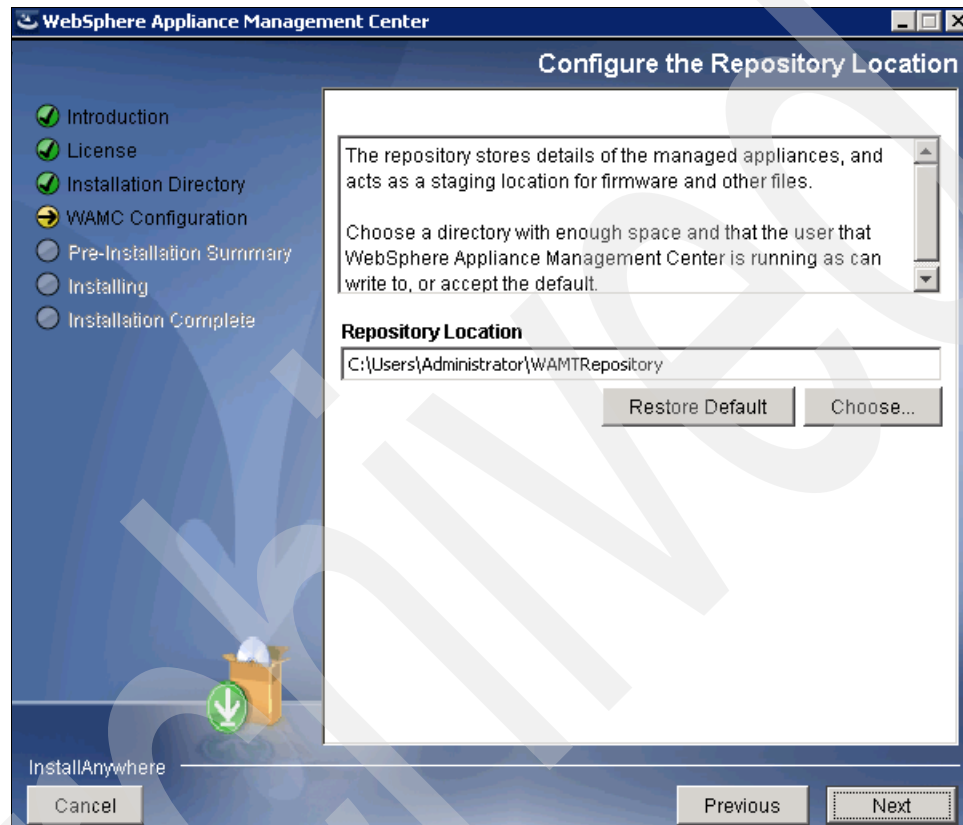 WebSphere Appliance Management Center
Configure the Repository Location
Introduction
License
Installation Directory
WAMC Configuration
Pre-Installation Summary
Installing
Installation Complete
The repository stores details of the managed appliances, and
acts as a staging location for firmware and other files.
Choose a directory with enough space and that the user that
WebSphere Appliance Management Center is running as can
write to, or accept the default.
Repository Location
C:\Users\Administrator\WAMTRepository
Restore Default
Choose...
InstallAnywhere
Cancel
Previous
Next